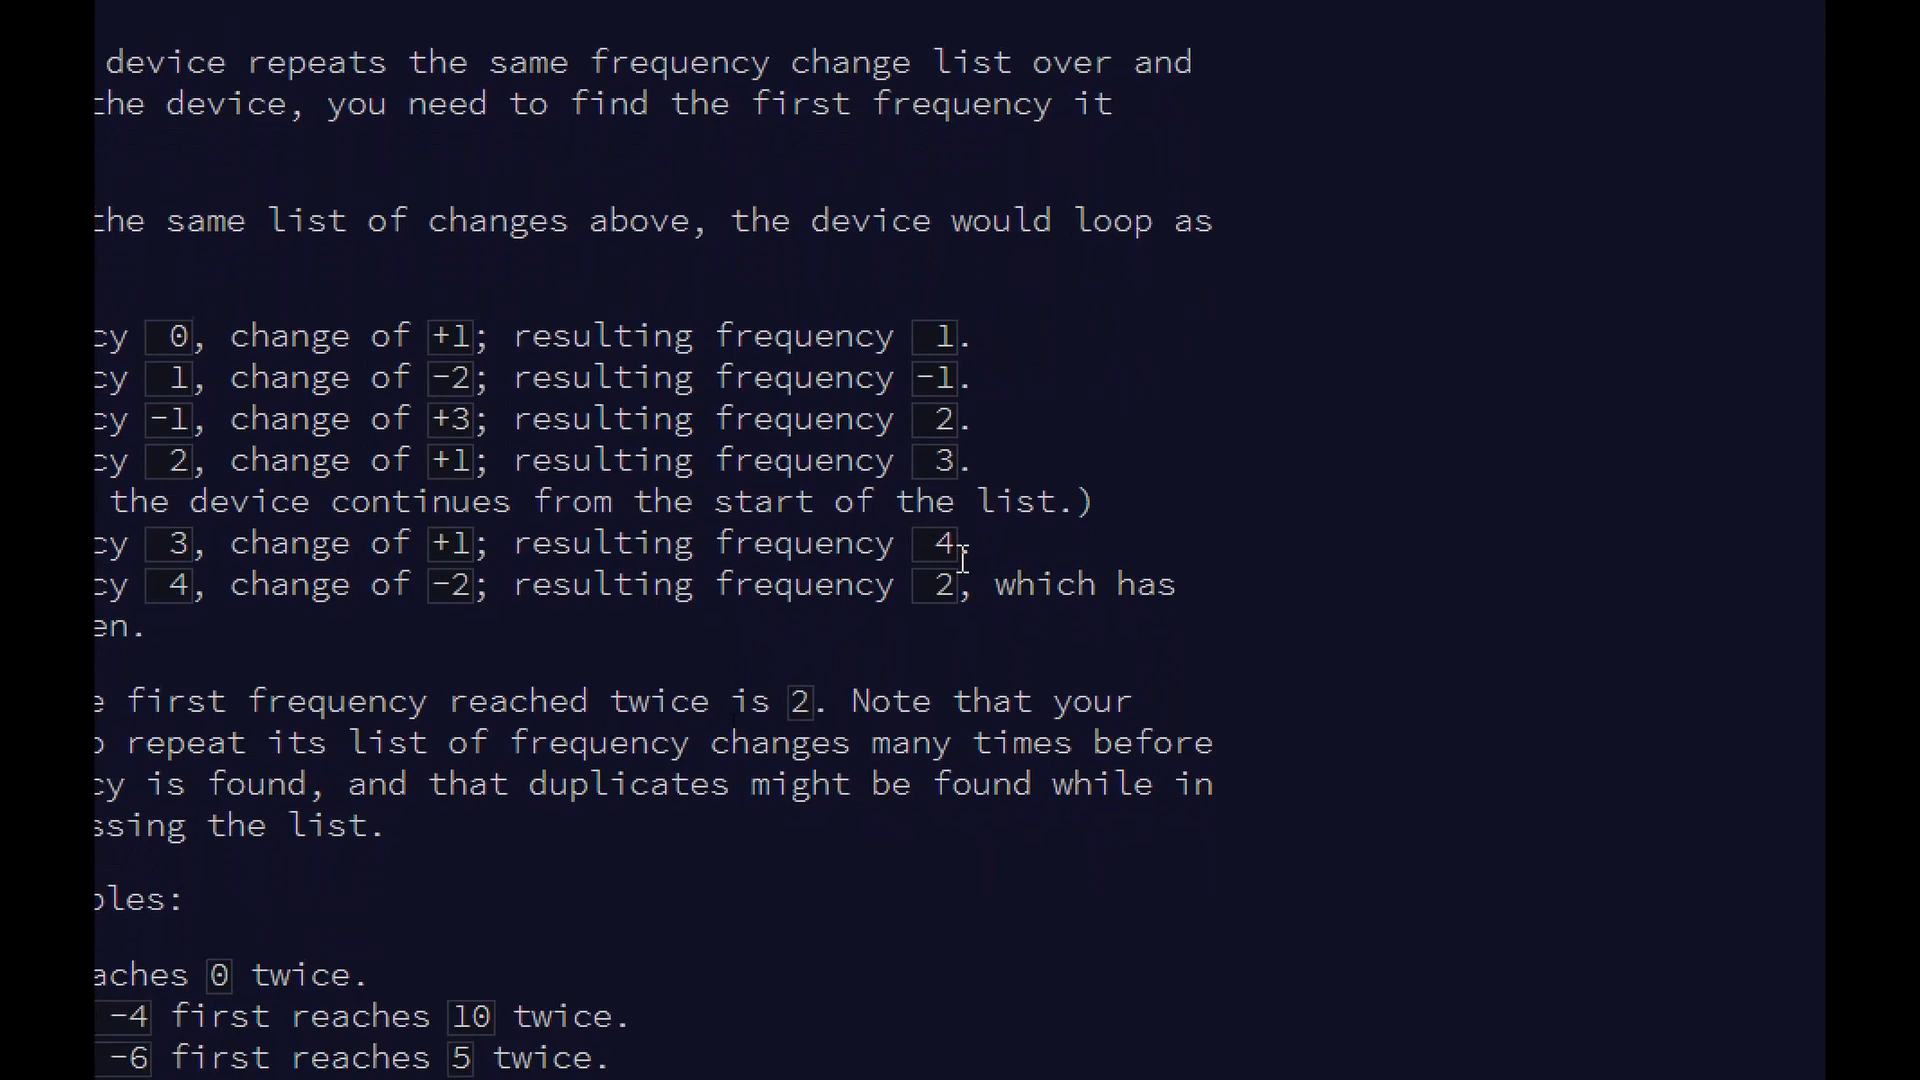 device repeats the same frequency change list over and
the device, you need to find the first frequency it
the same list of changes above, the device would loop as
cy 0, change of +1; resulting frequency 1.
cy 1, change of -2; resulting frequency -1.
cy -1, change of +3; resulting frequency 2.
cy 2, change of +1; resulting frequency 3.
the device continues from the start of the list.)
cy 3, change of +1; resulting frequency 4.
cy 4, change of -2; resulting frequency 2, which has
en.
e first frequency reached twice is 2. Note that your
o repeat its list of frequency changes many times before
cy is found, and that duplicates might be found while in
ssing the list.
ples:
aches 0 twice.
-4 first reaches 10 twice.
-6 first reaches 5 twice.